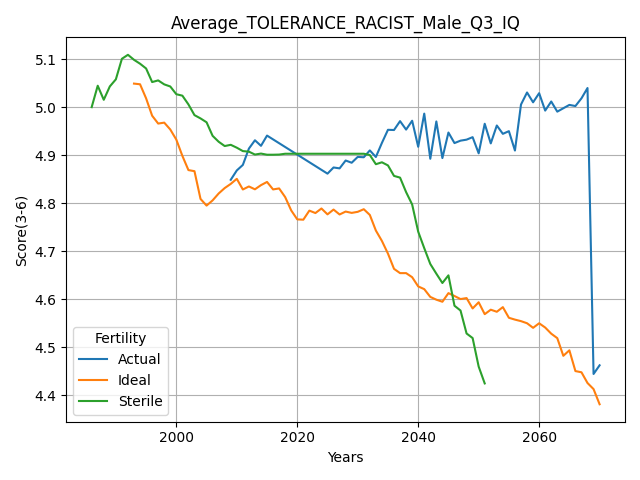 Average_TOLERANCE_RACIST_Male_Q3_IQ
Score(3-6)
5.1
5.0
4.9
4.8
4.7
4.6
4.5
4.4
Fertility
Actual
Ideal
Sterile
2000 2020 2040 2060
Years